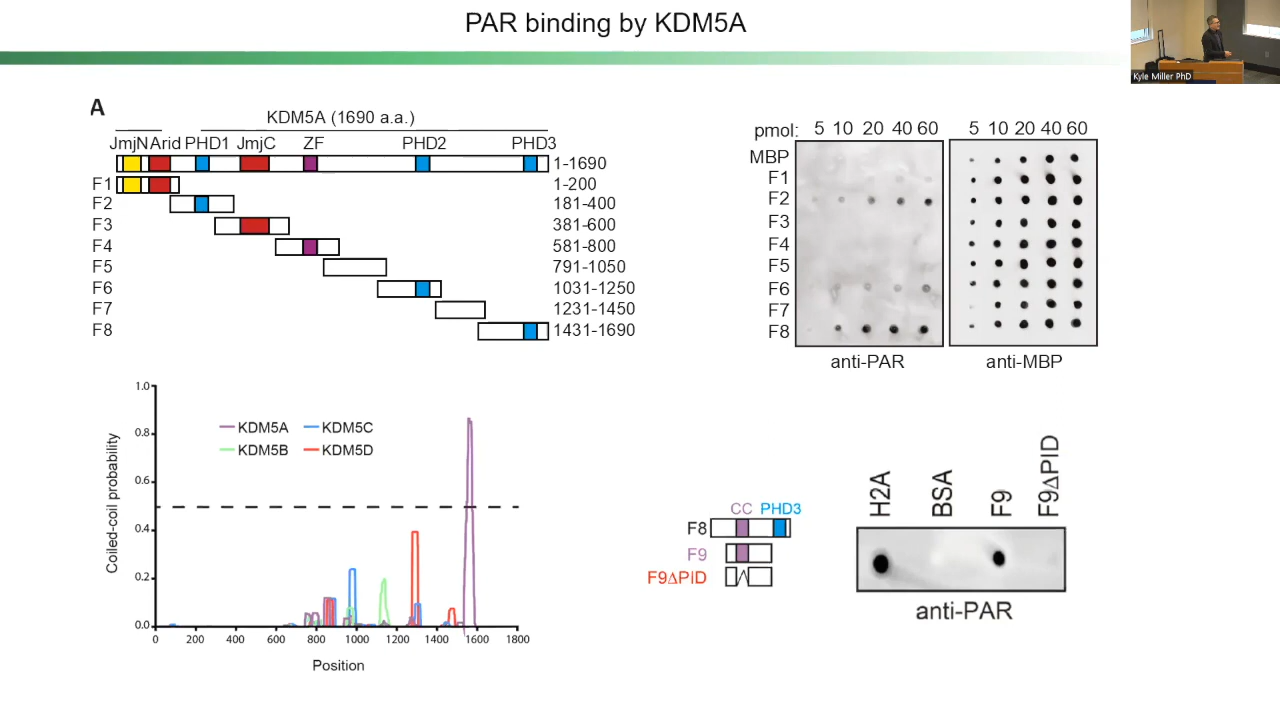 PAR binding by KDM5A
Kyle Miller PhD
A
KDM5A (1690 a.a.)
JmjN Arid PHD1 JmjC ZF PHD2 PHD3
1-1690
F1 1-200
F2 181-400
F3 381-600
F4 581-800
F5 791-1050
F6 1031-1250
F7 1231-1450
F8 1431-1690
pmol: 5 10 20 40 60 5 10 20 40 60
MBP
F1
F2
F3
F4
F5
F6
F7
F8
anti-PAR anti-MBP
Coiled-coil probability
1.0
0.8
0.6
0.4
0.2
0.0
KDM5A KDM5C
KDM5B KDM5D
0 200 400 600 800 1000 1200 1400 1600 1800
Position
CC PHD3
F8
F9
F9ΔPID
H2A BSA F9 F9ΔPID
anti-PAR